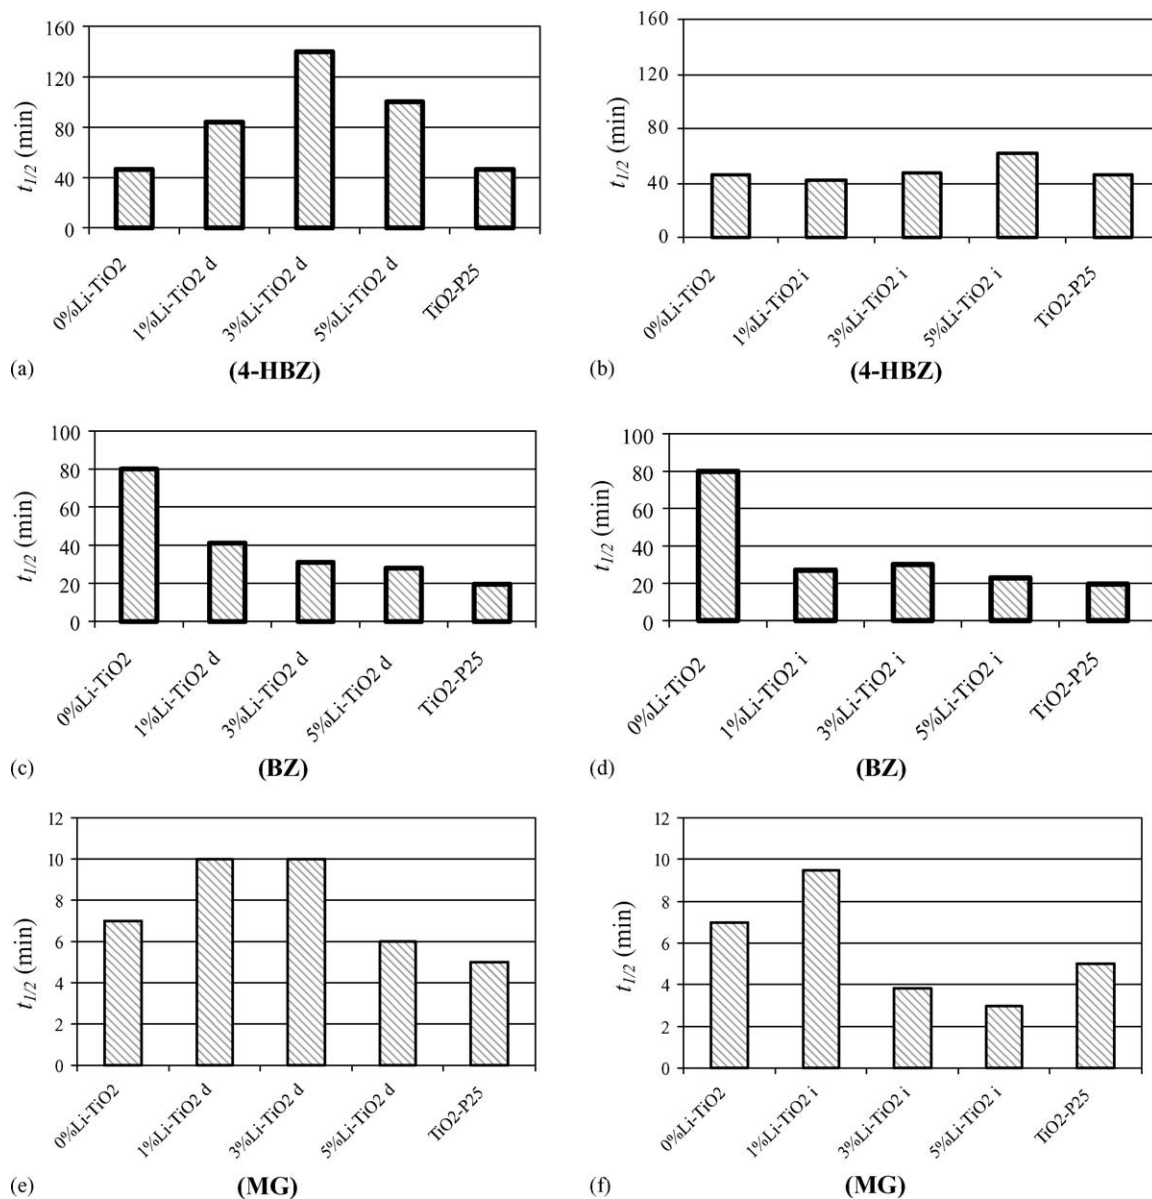 160
120
80
40
0
t1/2 (min)
0%Li-TiO2
1%Li-TiO2 d
3%Li-TiO2 d
5%Li-TiO2 d
TiO2-P25
(a)
(4-HBZ)
160
120
80
40
0
t1/2 (min)
0%Li-TiO2
1%Li-TiO2 i
3%Li-TiO2 i
5%Li-TiO2 i
TiO2-P25
(b)
(4-HBZ)
100
80
60
40
20
0
t1/2 (min)
0%Li-TiO2
1%Li-TiO2 d
3%Li-TiO2 d
5%Li-TiO2 d
TiO2-P25
(c)
(BZ)
100
80
60
40
20
0
t1/2 (min)
0%Li-TiO2
1%Li-TiO2 i
3%Li-TiO2 i
5%Li-TiO2 i
TiO2-P25
(d)
(BZ)
12
10
8
6
4
2
0
t1/2 (min)
0%Li-TiO2
1%Li-TiO2 d
3%Li-TiO2 d
5%Li-TiO2 d
TiO2-P25
(e)
(MG)
12
10
8
6
4
2
0
t1/2 (min)
0%Li-TiO2
1%Li-TiO2 i
3%Li-TiO2 i
5%Li-TiO2 i
TiO2-P25
(f)
(MG)